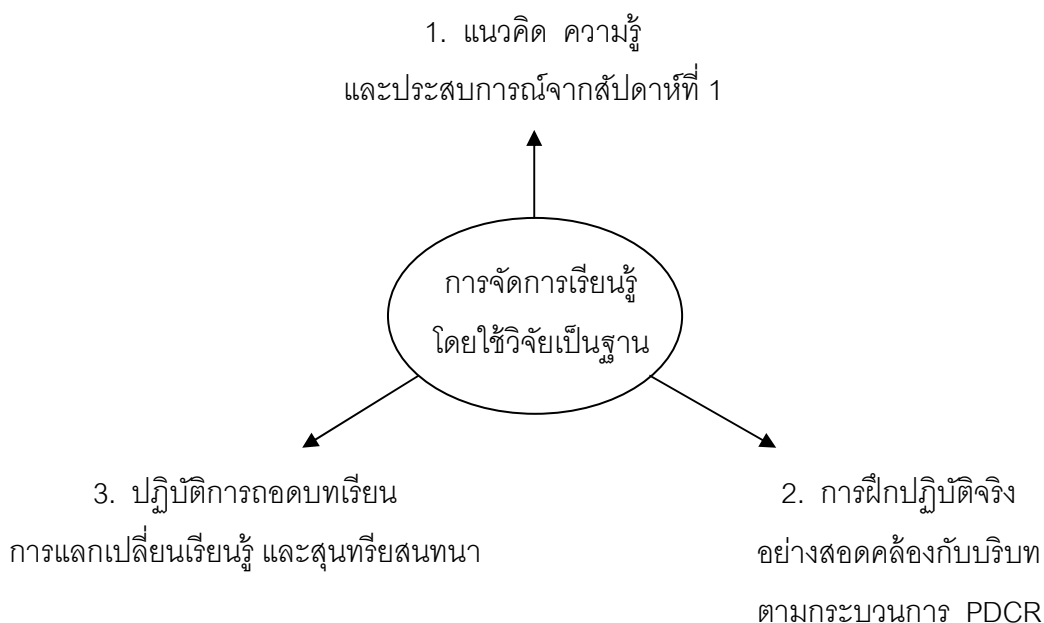 1. แนวคิด ความรู้
และประสบการณ์จากสัปดาห์ที่ 1
การจัดการเรียนรู้
โดยใช้วิจัยเป็นฐาน
3. ปฏิบัติการถอดบทเรียน
การแลกเปลี่ยนเรียนรู้ และสุนทรียสนทนา
2. การฝึกปฏิบัติจริง
อย่างสอดคล้องกับบริบท
ตามกระบวนการ PDCR